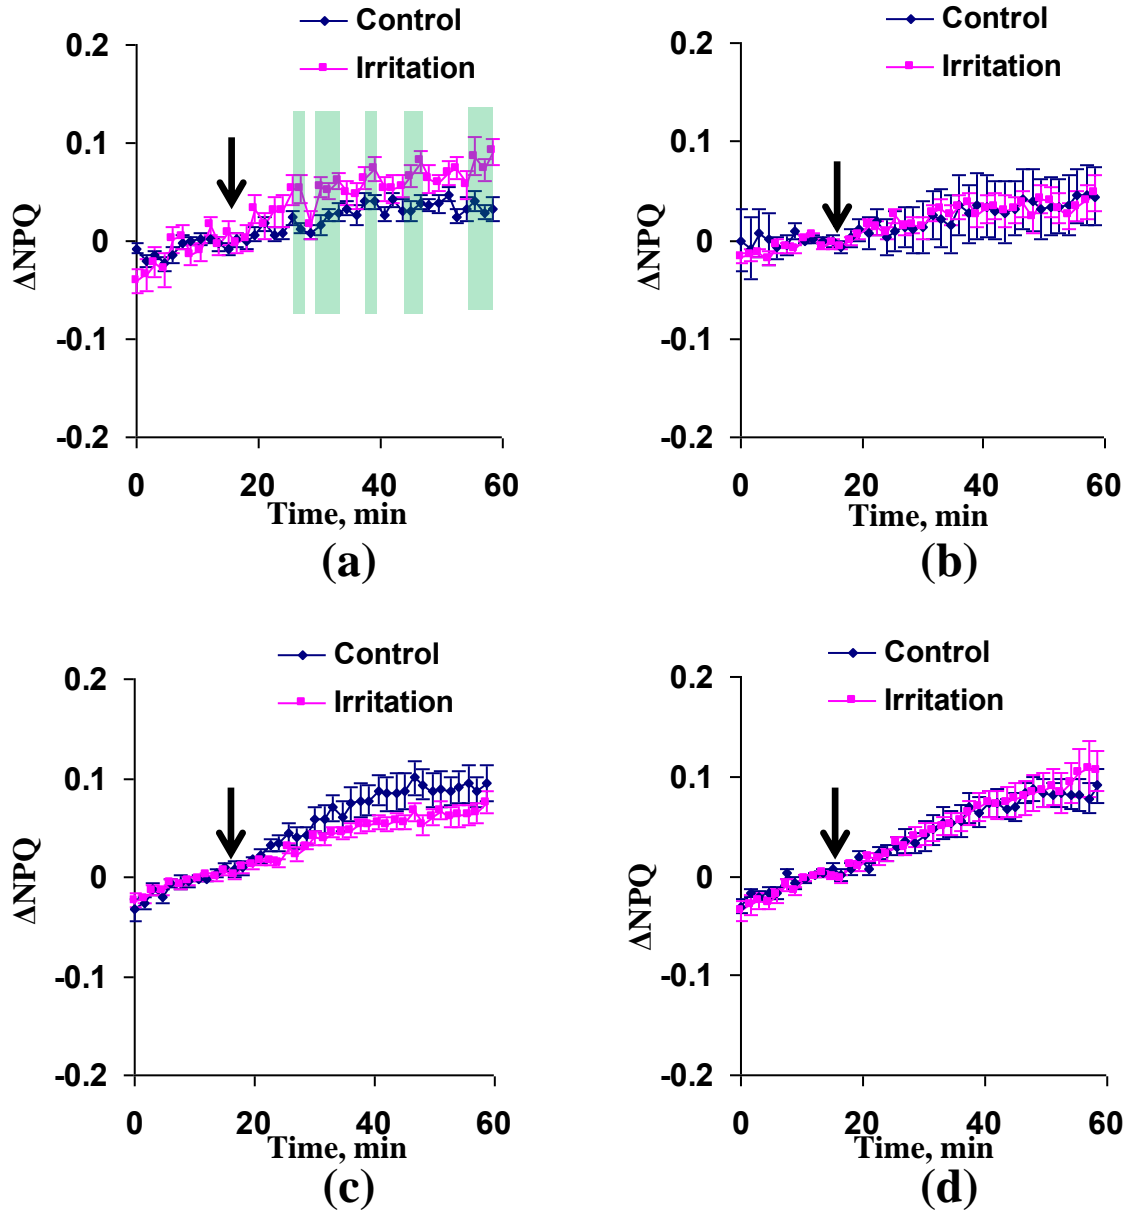 Control
Irritation
0.2
0.1
0
-0.1
-0.2
ΔNPQ
0 20 40 60
Time, min
(a)
Control
Irritation
0.2
0.1
0
-0.1
-0.2
ΔNPQ
0 20 40 60
Time, min
(b)
Control
Irritation
0.2
0.1
0
-0.1
-0.2
ΔNPQ
0 20 40 60
Time, min
(c)
Control
Irritation
0.2
0.1
0
-0.1
-0.2
ΔNPQ
0 20 40 60
Time, min
(d)